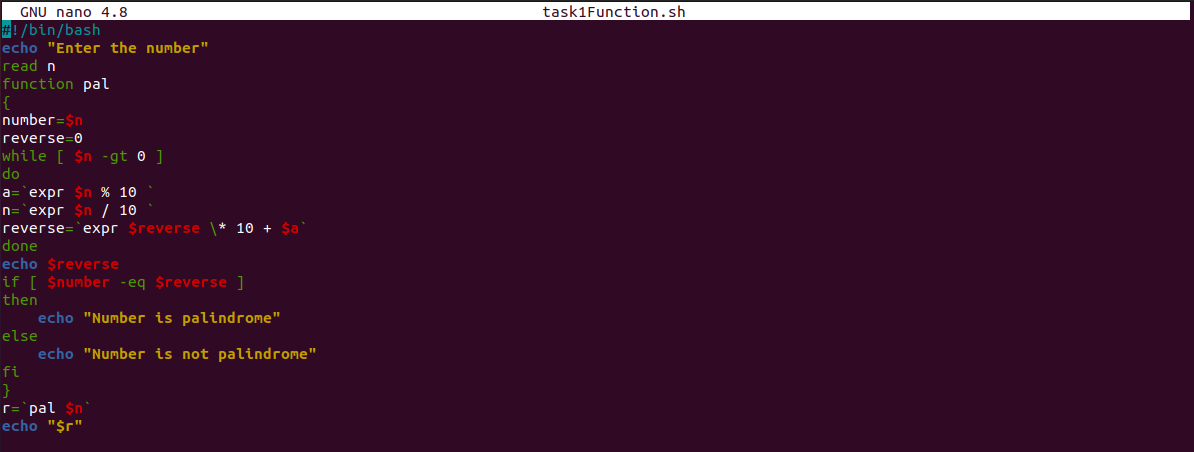 GNU nano 4.8 task1Function.sh
#!/bin/bash
echo "Enter the number"
read n
function pal
{
number=$n
reverse=0
while [ $n -gt 0 ]
do
a=`expr $n % 10 `
n=`expr $n / 10 `
reverse=`expr $reverse \* 10 + $a`
done
echo $reverse
if [ $number -eq $reverse ]
then
    echo "Number is palindrome"
else
    echo "Number is not palindrome"
fi
}
r=`pal $n`
echo "$r"